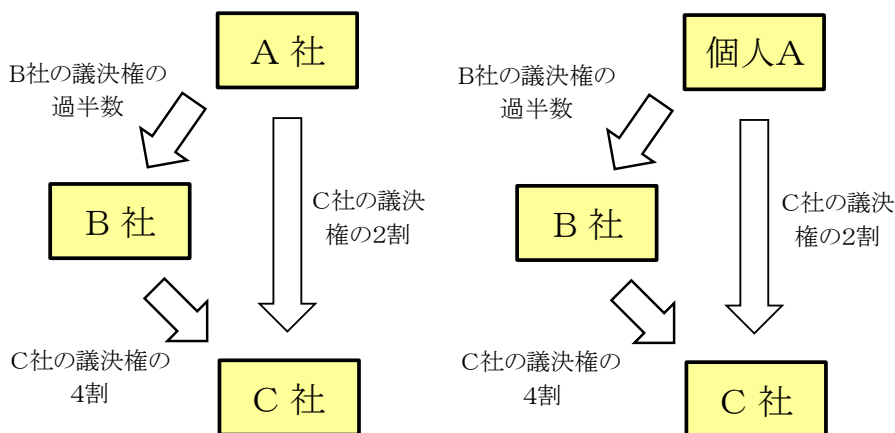 A 社
B社の議決権の
過半数
B 社
C社の議決
権の2割
C社の議決権の
4割
C 社
個人A
B社の議決権の
過半数
B 社
C社の議決
権の2割
C社の議決権の
4割
C 社